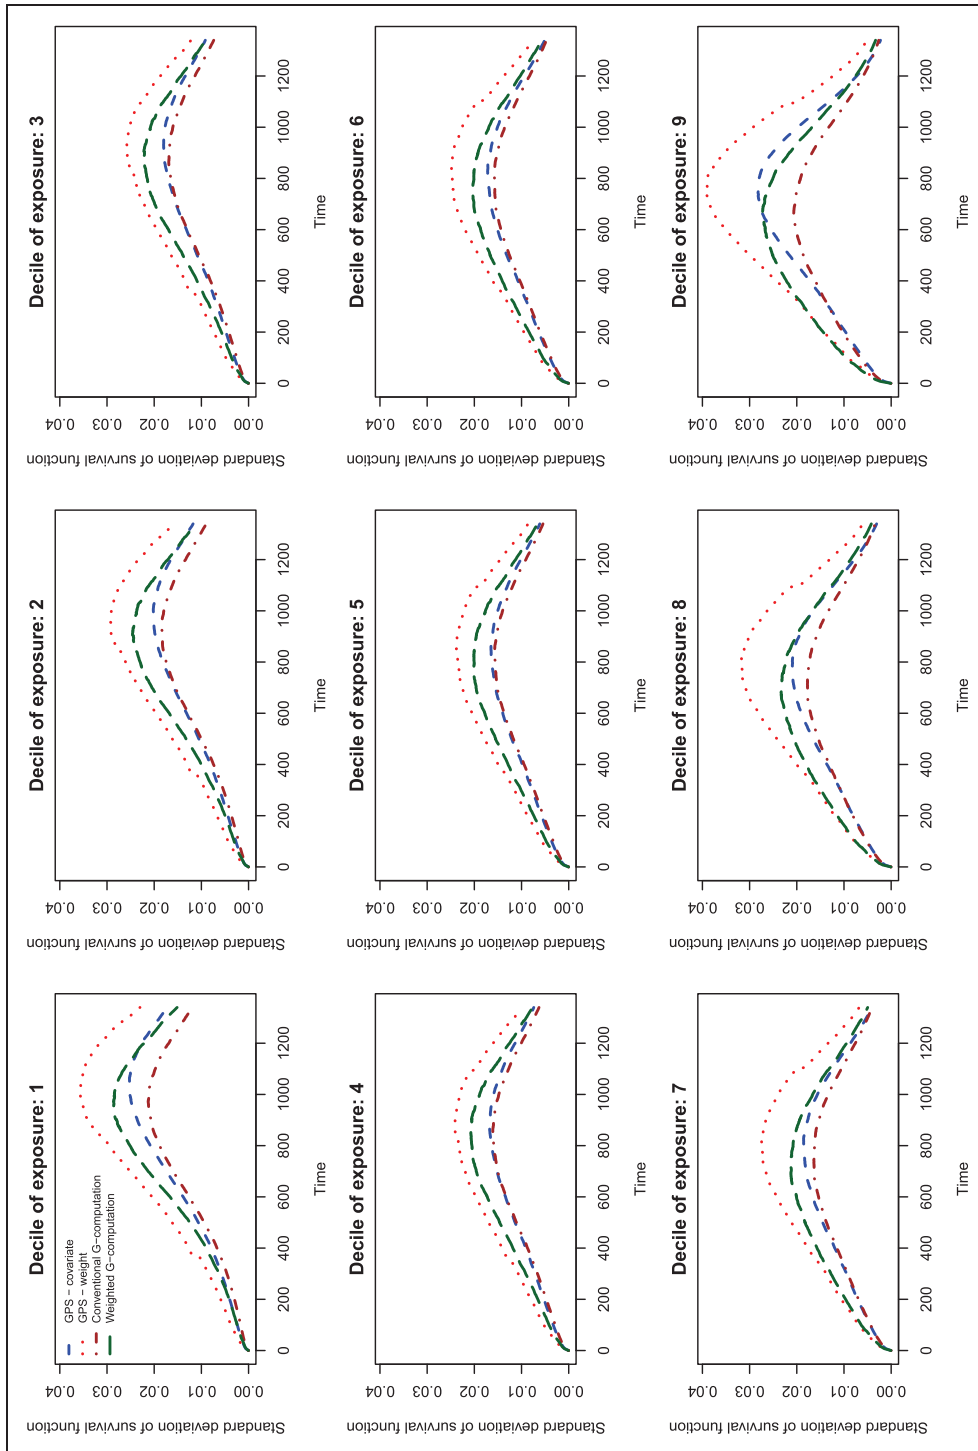 Decile of exposure: 1
GPS − covariate
GPS − weight
Conventional G−computation
Weighted G−computation
Standard deviation of survival function
0.00 0.01 0.02 0.03 0.04
0 200 400 600 800 1000 1200
Time
Decile of exposure: 2
Standard deviation of survival function
0.00 0.01 0.02 0.03 0.04
0 200 400 600 800 1000 1200
Time
Decile of exposure: 3
Standard deviation of survival function
0.00 0.01 0.02 0.03 0.04
0 200 400 600 800 1000 1200
Time
Decile of exposure: 4
Standard deviation of survival function
0.00 0.01 0.02 0.03 0.04
0 200 400 600 800 1000 1200
Time
Decile of exposure: 5
Standard deviation of survival function
0.00 0.01 0.02 0.03 0.04
0 200 400 600 800 1000 1200
Time
Decile of exposure: 6
Standard deviation of survival function
0.00 0.01 0.02 0.03 0.04
0 200 400 600 800 1000 1200
Time
Decile of exposure: 7
Standard deviation of survival function
0.00 0.01 0.02 0.03 0.04
0 200 400 600 800 1000 1200
Time
Decile of exposure: 8
Standard deviation of survival function
0.00 0.01 0.02 0.03 0.04
0 200 400 600 800 1000 1200
Time
Decile of exposure: 9
Standard deviation of survival function
0.00 0.01 0.02 0.03 0.04
0 200 400 600 800 1000 1200
Time